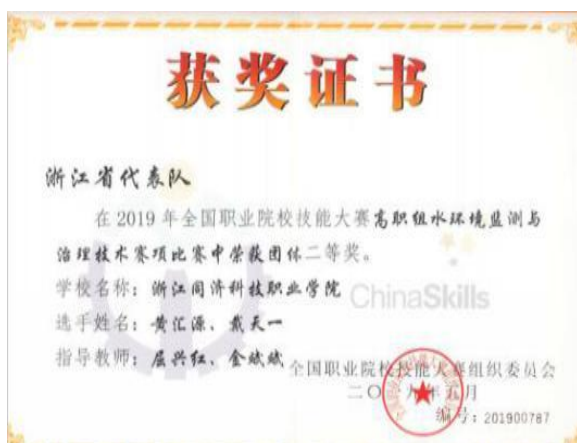 获奖证书
浙江省代表队
在2019年全国职业院校技能大赛高职组水环境监测与
治理技术赛项比赛中荣获团体二等奖。
学校名称：浙江同济科技职业学院
ChinaSkills
选手姓名：黄汇源、戴天一
指导教师：屈兴红、金斌斌
全国职业院校技能大赛组织委员会
二〇一九年五月
编号：201900787